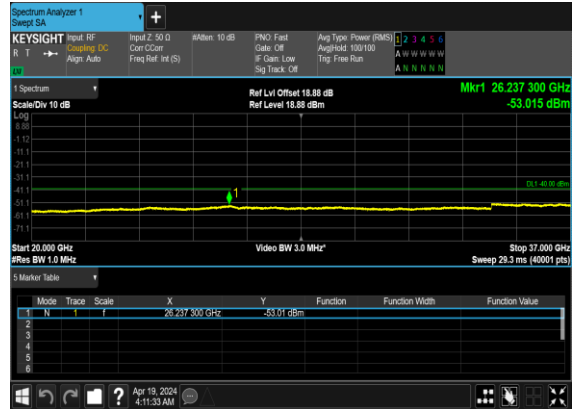 Spectrum Analyzer 1
Swept SA
+
KEYSIGHT Input: RF Input Z: 50 Ω #Atten: 10 dB PNO: Fast Avg Type: Power (RMS) 1 2 3 4 5 6
R T Coupling: DC Corr CCorr Gate: Off Avg|Hold: 100/100 A W W W W W
Align: Auto Freq Ref: Int (S) IF Gain: Low Trig: Free Run
LV Sig Track: Off A N N N N N
1 Spectrum Ref Lvl Offset 18.88 dB Mkr1 26.237 300 GHz
Scale/Div 10 dB Ref Level 18.88 dBm -53.015 dBm
Log
8.88
-1.12
-11.1
-21.1
-31.1
DL1 -40.00 dBm
-41.1
1
-51.1
-61.1
-71.1
Start 20.000 GHz Video BW 3.0 MHz* Stop 37.000 GHz
#Res BW 1.0 MHz Sweep 29.3 ms (40001 pts)
5 Marker Table
Mode Trace Scale X Y Function Function Width Function Value
1 N 1 f 26.237 300 GHz -53.01 dBm
2
3
4
5
6
? Apr 19, 2024
4:11:33 AM